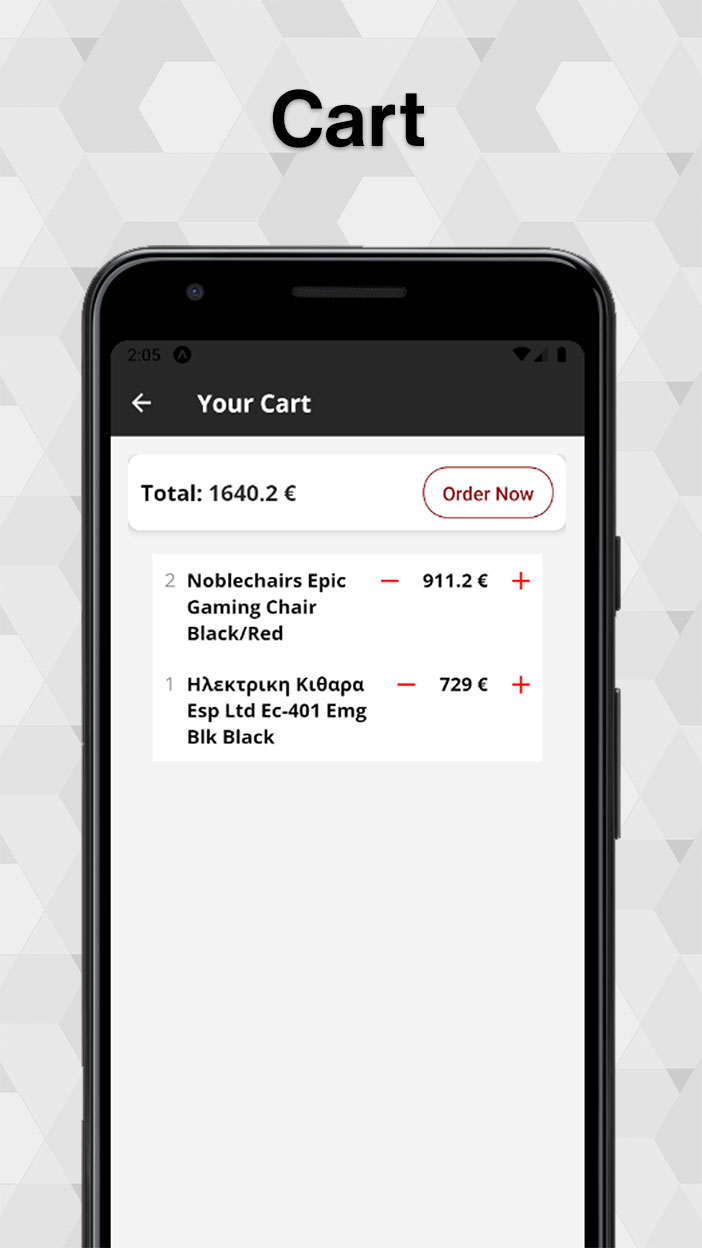 Cart
2:05
Your Cart
Total: 1640.2 €
Order Now
2 Noblechairs Epic — 911.2 € +
Gaming Chair
Black/Red
1 Ηλεκτρικη Κιθαρα — 729 € +
Esp Ltd Ec-401 Emg
Blk Black